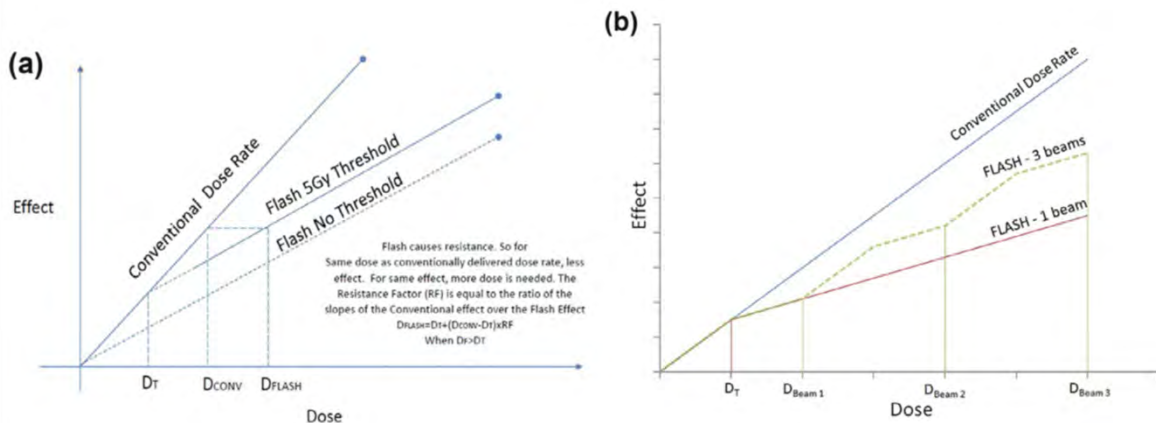 (a)
Effect
Conventional Dose Rate
Flash 5Gy Threshold
Flash No Threshold
Flash causes resistance. So for
Same dose as conventionally delivered dose rate, less
effect. For same effect, more dose is needed. The
Resistance Factor (RF) is equal to the ratio of the
slopes of the Conventional effect over the Flash Effect
DFLASH=DT+(DCONV-DT)xRF
When DF>DT
DT
DCONV
DFLASH
Dose
(b)
Effect
Conventional Dose Rate
FLASH - 3 beams
FLASH - 1 beam
DT
DBeam 1
DBeam 2
DBeam 3
Dose